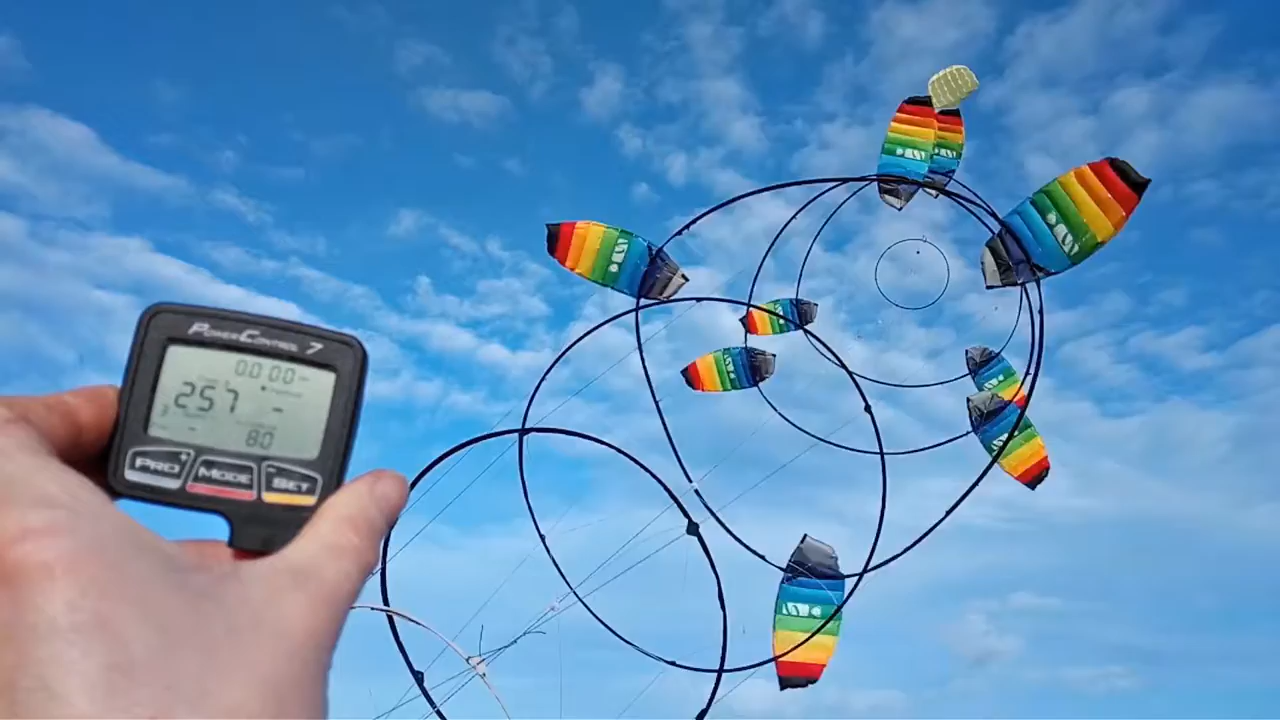 POWERCONTROL 7
00:00
257
80
PRO+
MODE
SET-